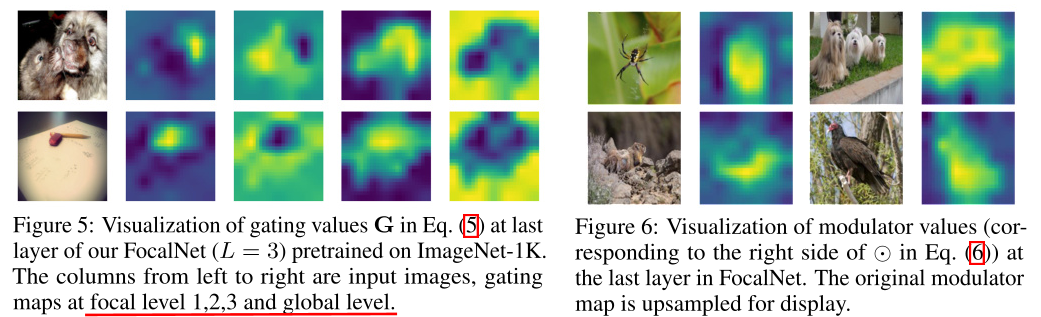 Figure 5: Visualization of gating values G in Eq. (5) at last
layer of our FocalNet (L = 3) pretrained on ImageNet-1K.
The columns from left to right are input images, gating
maps at focal level 1,2,3 and global level.
Figure 6: Visualization of modulator values (cor-
responding to the right side of ⊙ in Eq. (6)) at
the last layer in FocalNet. The original modulator
map is upsampled for display.